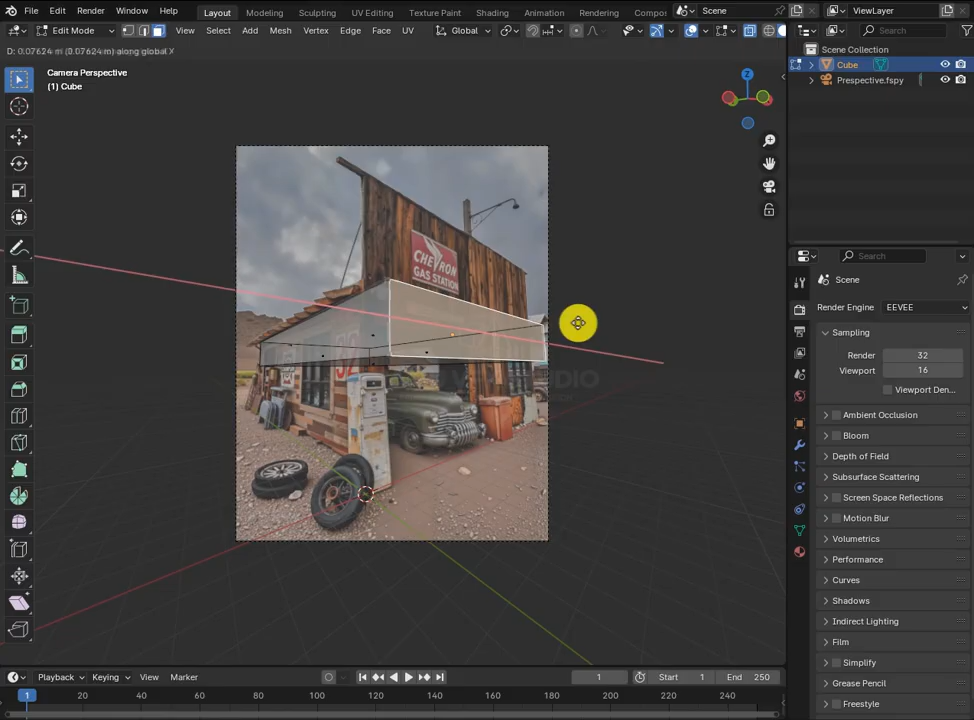 File Edit Render Window Help Layout Modeling Sculpting UV Editing Texture Paint Shading Animation Rendering Compo Scene ViewLayer
Edit Mode View Select Add Mesh Vertex Edge Face UV Global Search
D: 0.07624 m (0.07624 m) along global X
Scene Collection
Camera Perspective
(1) Cube
Cube
Prespective.fspy
Z
CHEVRON
GAS STATION
Search
Scene
Render Engine EEVEE
Sampling
Render 32
Viewport 16
Viewport Den...
Ambient Occlusion
Bloom
Depth of Field
Subsurface Scattering
Screen Space Reflections
Motion Blur
Volumetrics
Performance
Curves
Shadows
Indirect Lighting
Film
Simplify
Grease Pencil
Freestyle
Playback Keying View Marker 1 Start 1 End 250
1 20 40 60 80 100 120 140 160 180 200 220 240